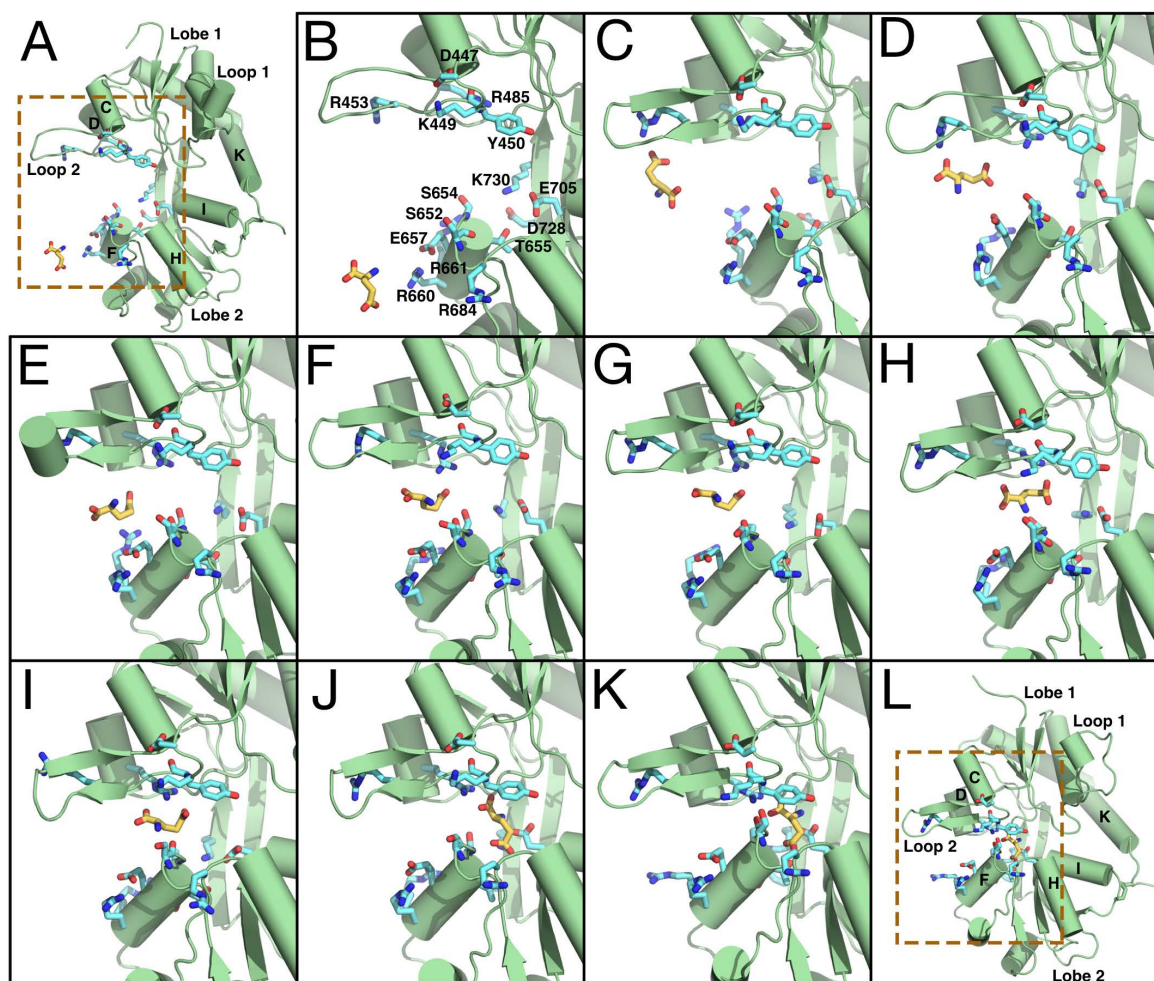 A
Lobe 1
Loop 1
C
D
K
Loop 2
I
F
H
Lobe 2
B
D447
R453
R485
K449
Y450
K730
S654
E705
S652
D728
E657
T655
R661
R660
R684
C
D
E
F
G
H
I
J
K
L
Lobe 1
Loop 1
C
D
K
Loop 2
I
F
H
Lobe 2